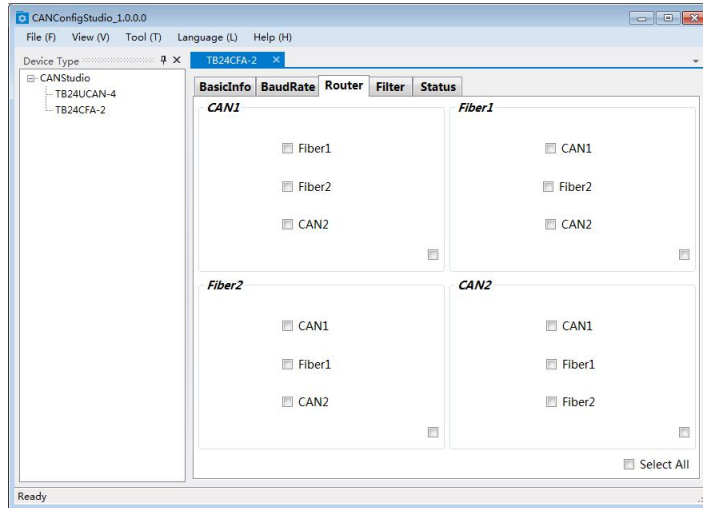 CANConfigStudio_1.0.0.0
File (F) View (V) Tool (T) Language (L) Help (H)
Device Type
CANStudio
TB24UCAN-4
TB24CFA-2
TB24CFA-2
BasicInfo BaudRate Router Filter Status
CAN1
Fiber1
Fiber2
CAN2
Fiber1
CAN1
Fiber2
CAN2
Fiber2
CAN1
Fiber1
CAN2
CAN2
CAN1
Fiber1
Fiber2
Select All
Ready